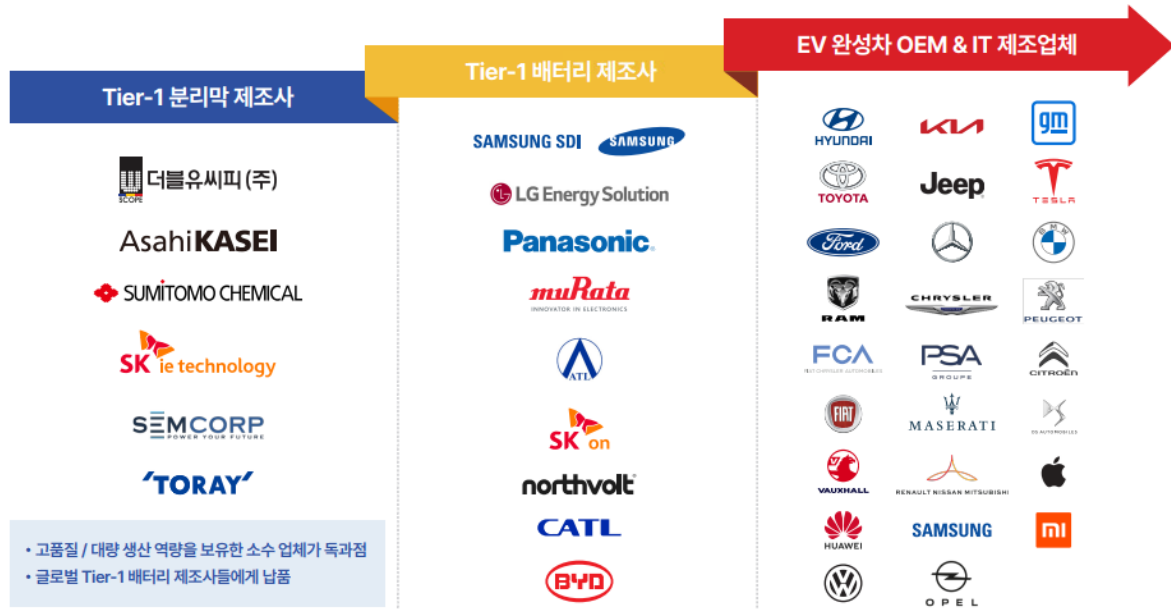 Tier-1 분리막 제조사
SCOPE
더블유씨피 (주)
AsahiKASEI
SUMITOMO CHEMICAL
SK ie technology
SEMCORP
POWER YOUR FUTURE
'TORAY'
• 고품질 / 대량 생산 역량을 보유한 소수 업체가 독과점
• 글로벌 Tier-1 배터리 제조사들에게 납품
Tier-1 배터리 제조사
SAMSUNG SDI SAMSUNG
LG Energy Solution
Panasonic
muRata
INNOVATOR IN ELECTRONICS
ATL
SK on
northvolt
CATL
BYD
EV 완성차 OEM & IT 제조업체
HYUNDAI
KIA
gm
TOYOTA
Jeep
TESLA
Ford
BMW
RAM
CHRYSLER
PEUGEOT
FCA
FIAT CHRYSLER AUTOMOBILES
PSA
GROUPE
CITROËN
FIAT
MASERATI
DS AUTOMOBILES
VAUXHALL
RENAULT NISSAN MITSUBISHI
HUAWEI
SAMSUNG
mi
OPEL